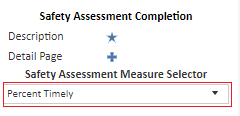 Safety Assessment Completion
Description
Detail Page
Safety Assessment Measure Selector
Percent Timely